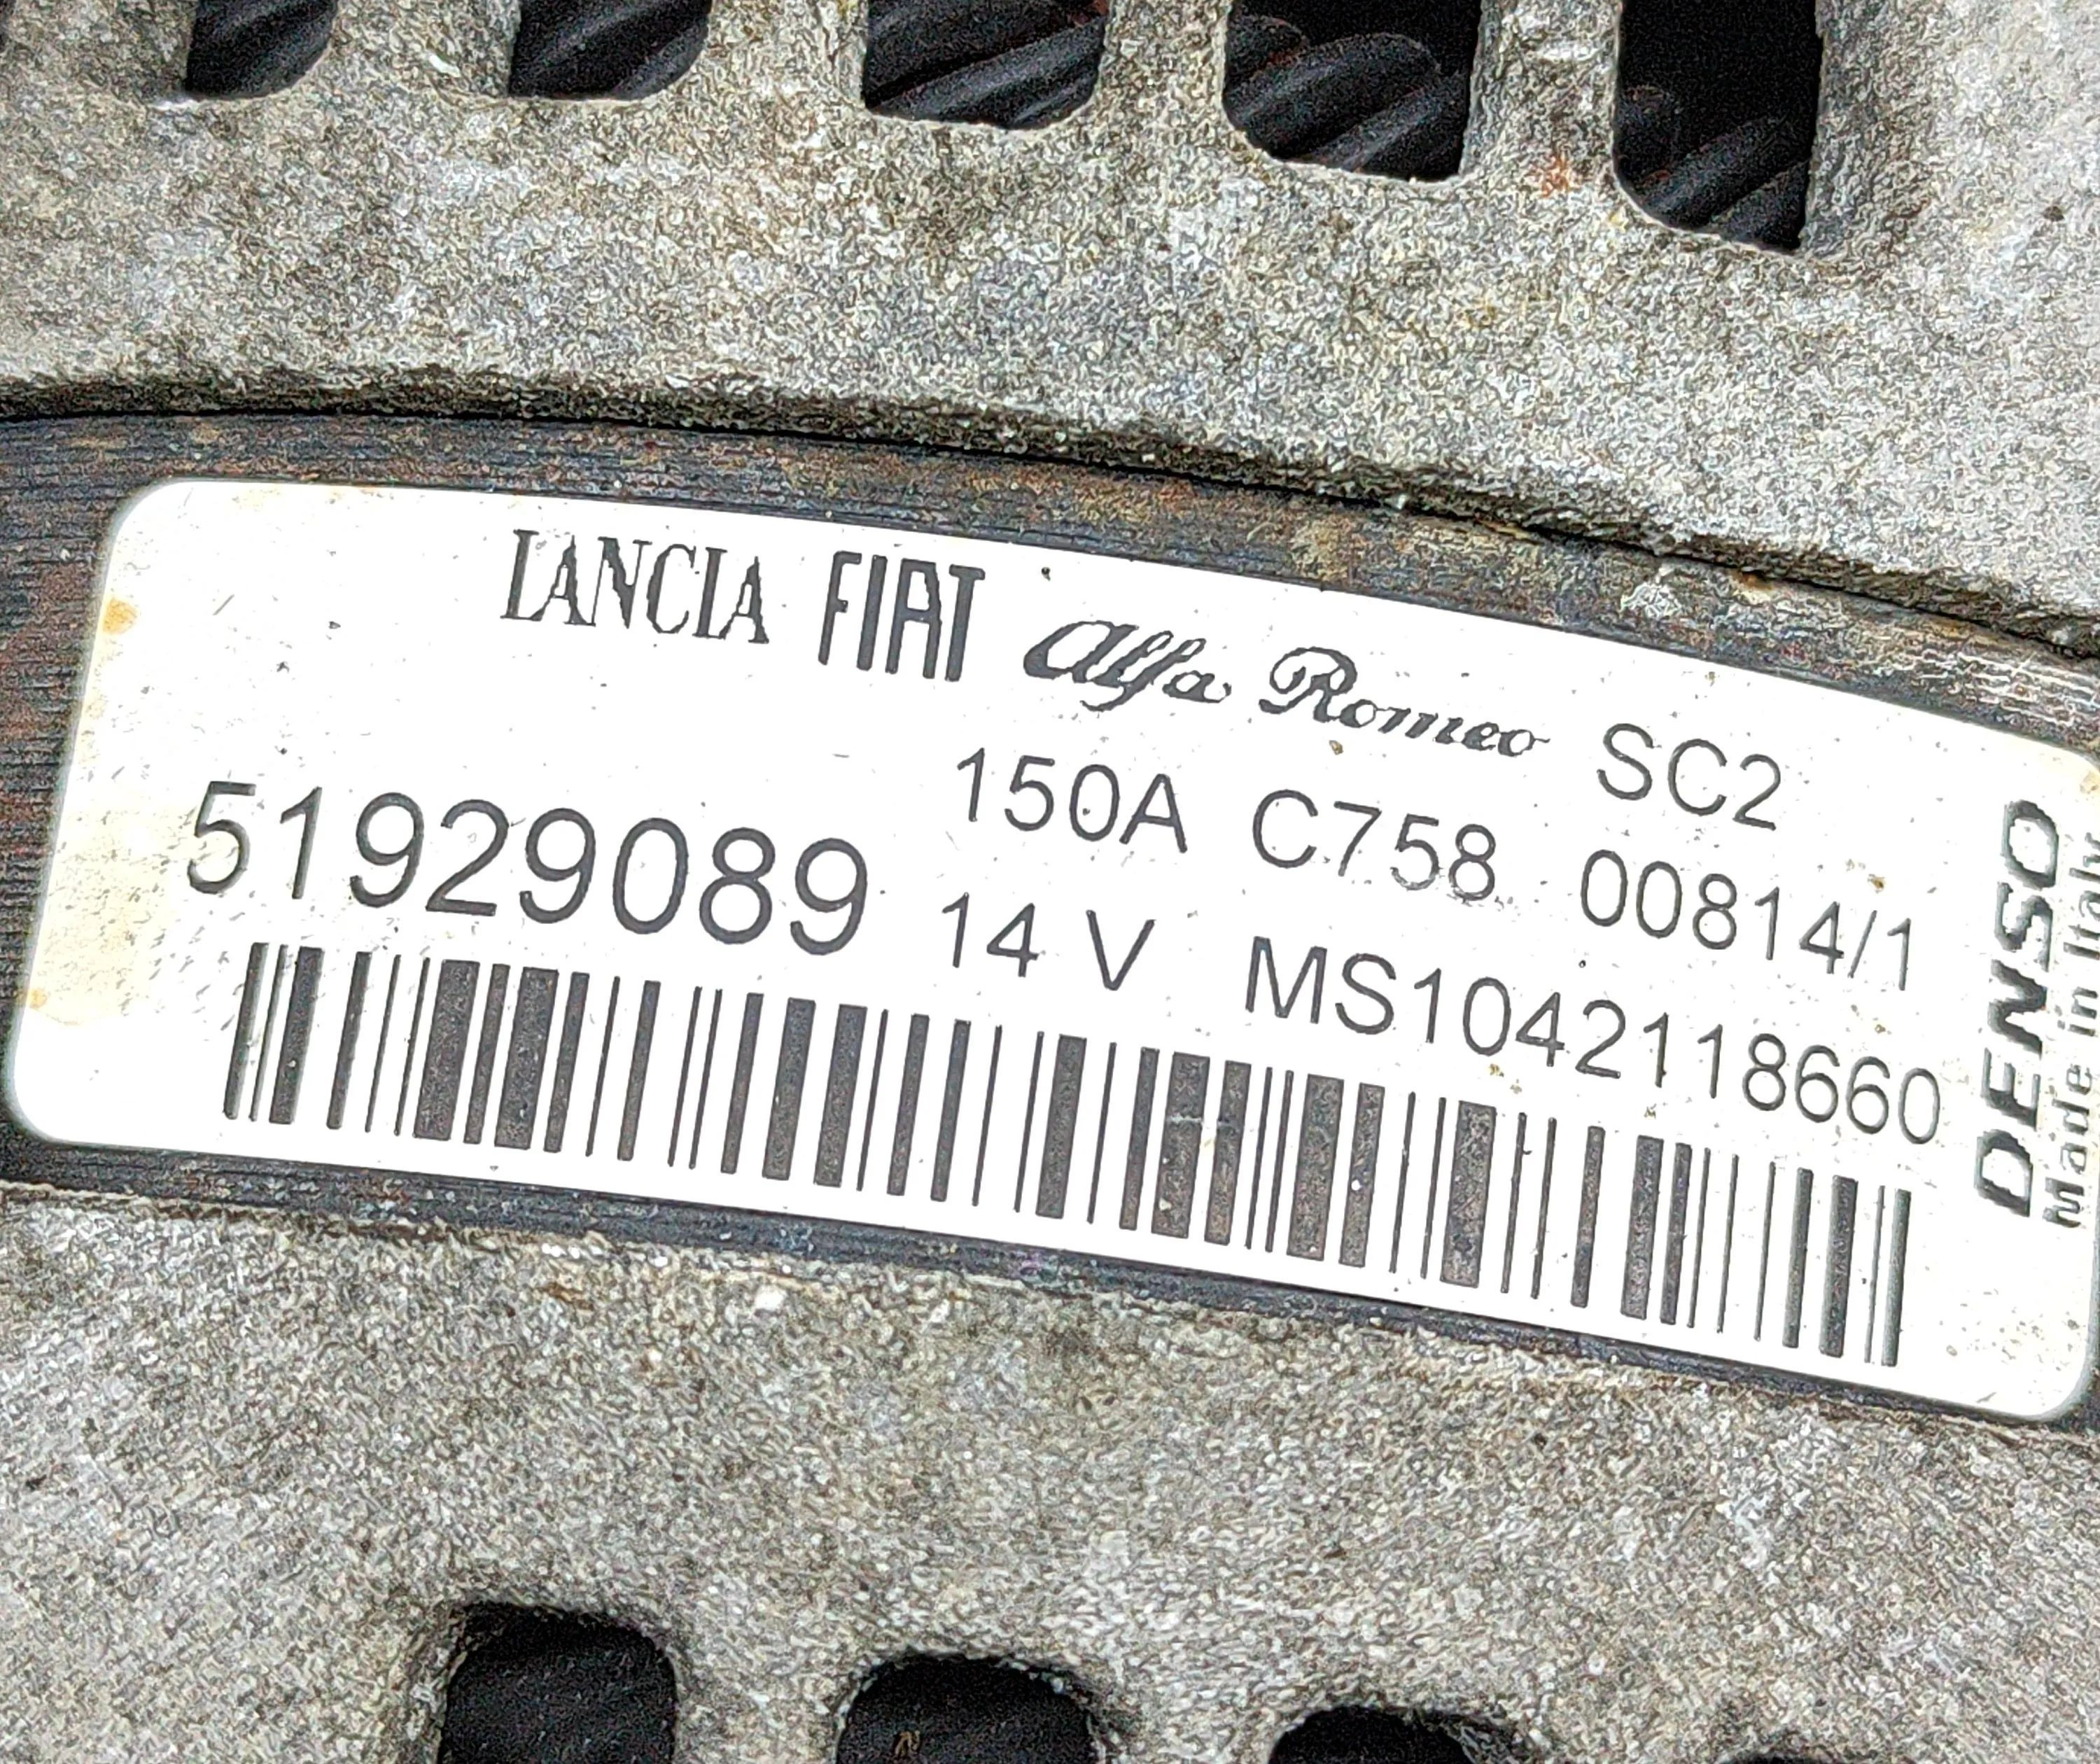 LANCIA FIAT Alfa Romeo SC2
150A C758 00814/1
51929089 14 V MS1042118660
DENSO
Made in Italy